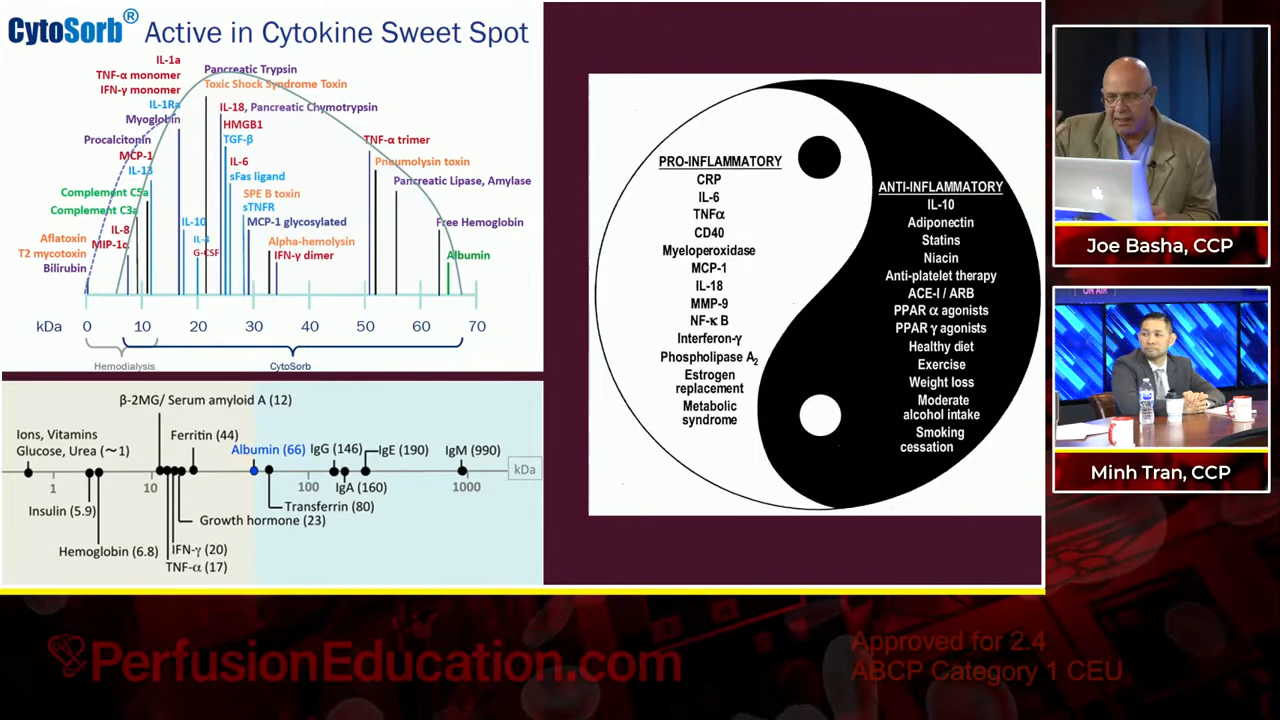 CytoSorb® Active in Cytokine Sweet Spot
IL-1a
TNF-α monomer
IFN-γ monomer
IL-1Ra
Myoglobin
Procalcitonin
MCP-1
IL-13
Complement C5a
Complement C3a
IL-8
MIP-1α
Aflatoxin
T2 mycotoxin
Bilirubin
Pancreatic Trypsin
Toxic Shock Syndrome Toxin
IL-18, Pancreatic Chymotrypsin
HMGB1
TGF-β
IL-6
sFas ligand
SPE B toxin
sTNFR
MCP-1 glycosylated
IL-10
IL-4
G-CSF
Alpha-hemolysin
IFN-γ dimer
TNF-α trimer
Pneumolysin toxin
Pancreatic Lipase, Amylase
Free Hemoglobin
Albumin
kDa 0 10 20 30 40 50 60 70
Hemodialysis
CytoSorb
β-2MG/ Serum amyloid A (12)
Ions, Vitamins
Glucose, Urea (~1)
Ferritin (44)
Albumin (66)
IgG (146)
IgE (190)
IgM (990)
1 10 100 1000
kDa
IgA (160)
Insulin (5.9)
Transferrin (80)
Growth hormone (23)
Hemoglobin (6.8)
IFN-γ (20)
TNF-α (17)
PRO-INFLAMMATORY
CRP
IL-6
TNFα
CD40
Myeloperoxidase
MCP-1
IL-18
MMP-9
NF-κ B
Interferon-γ
Phospholipase A2
Estrogen
replacement
Metabolic
syndrome
ANTI-INFLAMMATORY
IL-10
Adiponectin
Statins
Niacin
Anti-platelet therapy
ACE-I / ARB
PPAR α agonists
PPAR γ agonists
Healthy diet
Exercise
Weight loss
Moderate
alcohol intake
Smoking
cessation
Joe Basha, CCP
ON AIR
Minh Tran, CCP
PerfusionEducation.com
Approved for 2.4
ABCP Category 1 CEU